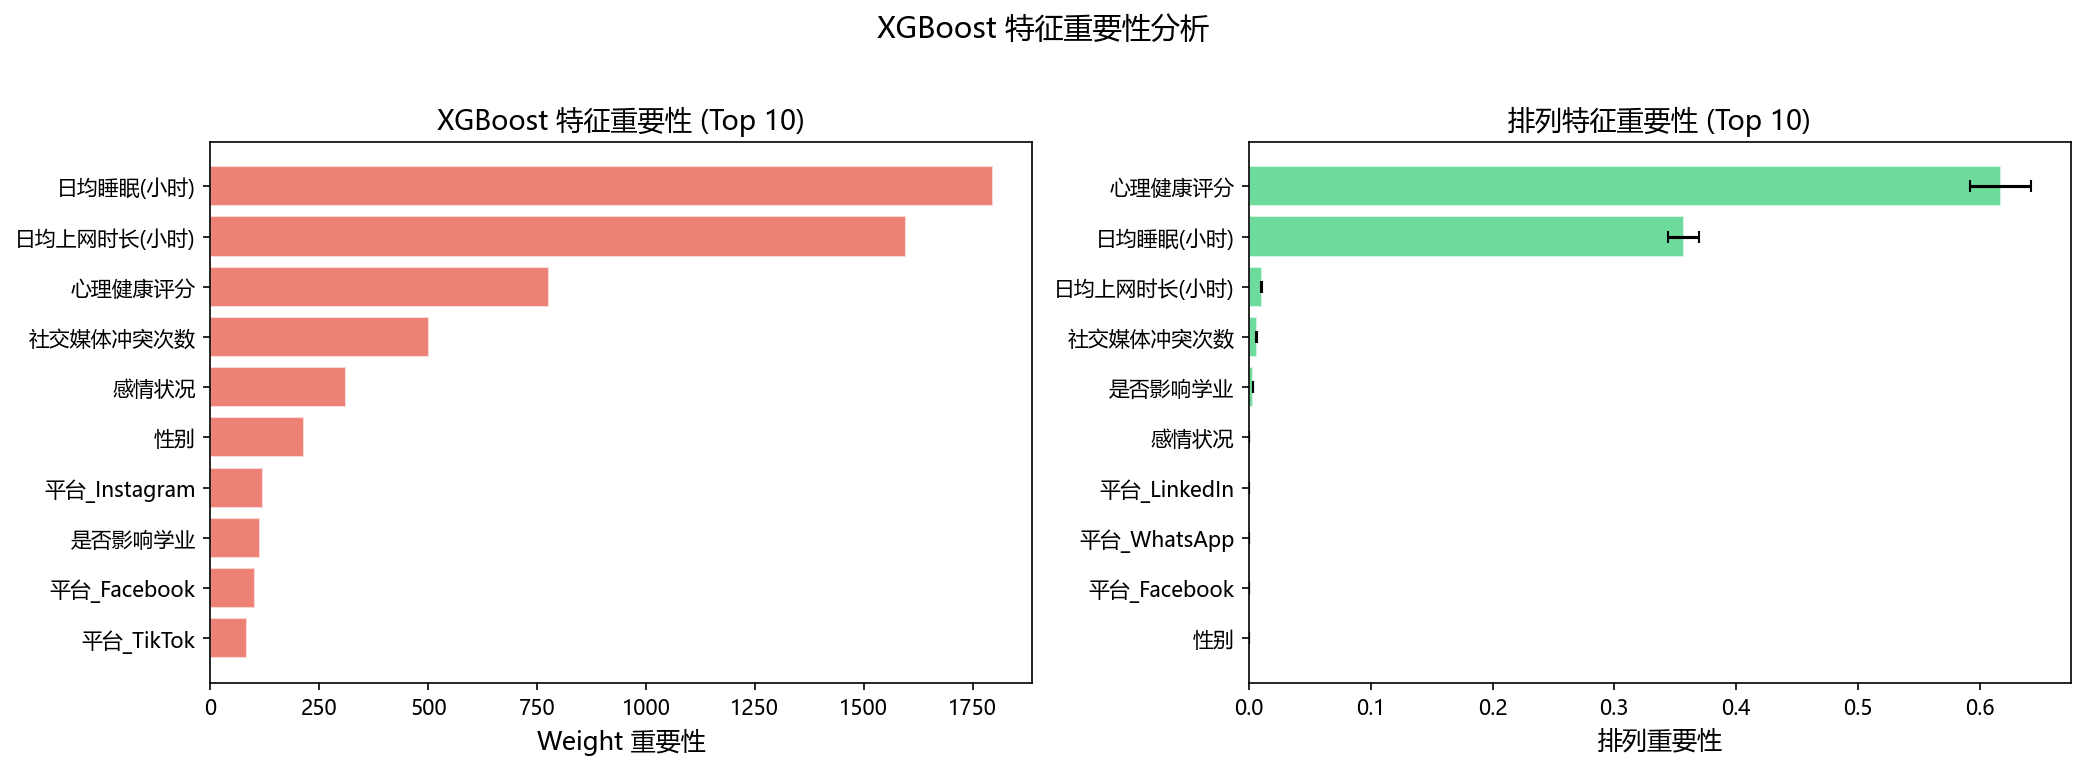 XGBoost 特征重要性分析
XGBoost 特征重要性 (Top 10)
日均睡眠(小时)
日均上网时长(小时)
心理健康评分
社交媒体冲突次数
感情状况
性别
平台_Instagram
是否影响学业
平台_Facebook
平台_TikTok
0 250 500 750 1000 1250 1500 1750
Weight 重要性
排列特征重要性 (Top 10)
心理健康评分
日均睡眠(小时)
日均上网时长(小时)
社交媒体冲突次数
是否影响学业
感情状况
平台_LinkedIn
平台_WhatsApp
平台_Facebook
性别
0.0 0.1 0.2 0.3 0.4 0.5 0.6
排列重要性